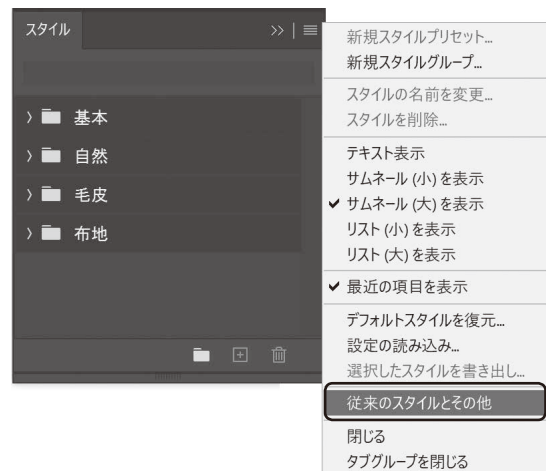 スタイル
基本
自然
毛皮
布地
新規スタイルプリセット...
新規スタイルグループ...
スタイルの名前を変更...
スタイルを削除...
テキスト表示
サムネール (小) を表示
サムネール (大) を表示
リスト (小) を表示
リスト (大) を表示
最近の項目を表示
デフォルトスタイルを復元...
設定の読み込み...
選択したスタイルを書き出し...
従来のスタイルとその他
閉じる
タブグループを閉じる